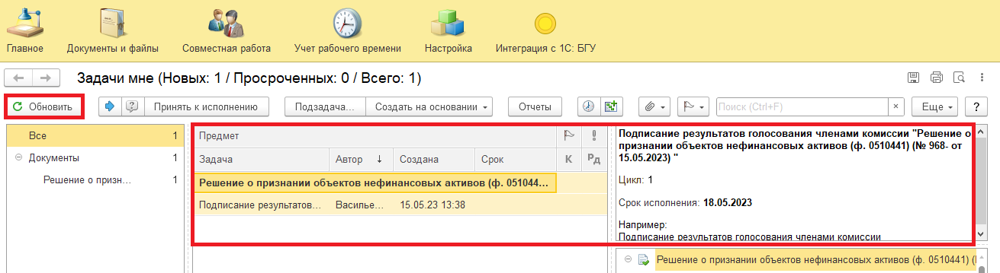 Главное Документы и файлы Совместная работа Учет рабочего времени Настройка Интеграция с 1С: БГУ
Задачи мне (Новых: 1 / Просроченных: 0 / Всего: 1)
Обновить Принять к исполнению Подзадача... Создать на основании Отчеты Поиск (Ctrl+F) × Еще ?
Все 1
Документы 1
Решение о призн... 1
Предмет
Задача Автор ↓ Создана Срок К Рд
Решение о признании объектов нефинансовых активов (ф. 051044...
Подписание результатов... Василье... 15.05.23 13:38
Подписание результатов голосования членами комиссии "Решение о
признании объектов нефинансовых активов (ф. 0510441) (№ 968- от
15.05.2023) "
Цикл: 1
Срок исполнения: 18.05.2023
Например:
Подписание результатов голосования членами комиссии
Решение о признании объектов нефинансовых активов (ф. 0510441) (